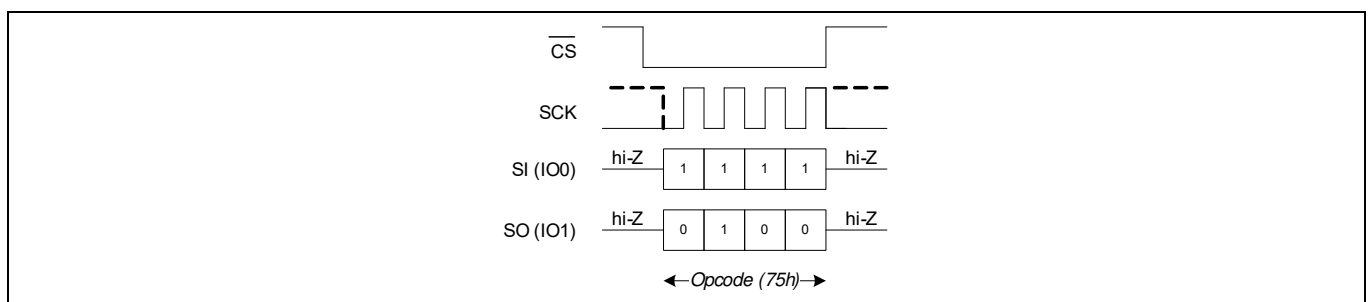 CS
SCK
SI (IO0) hi-Z 1 1 1 1 hi-Z
SO (IO1) hi-Z 0 1 0 0 hi-Z
Opcode (75h)